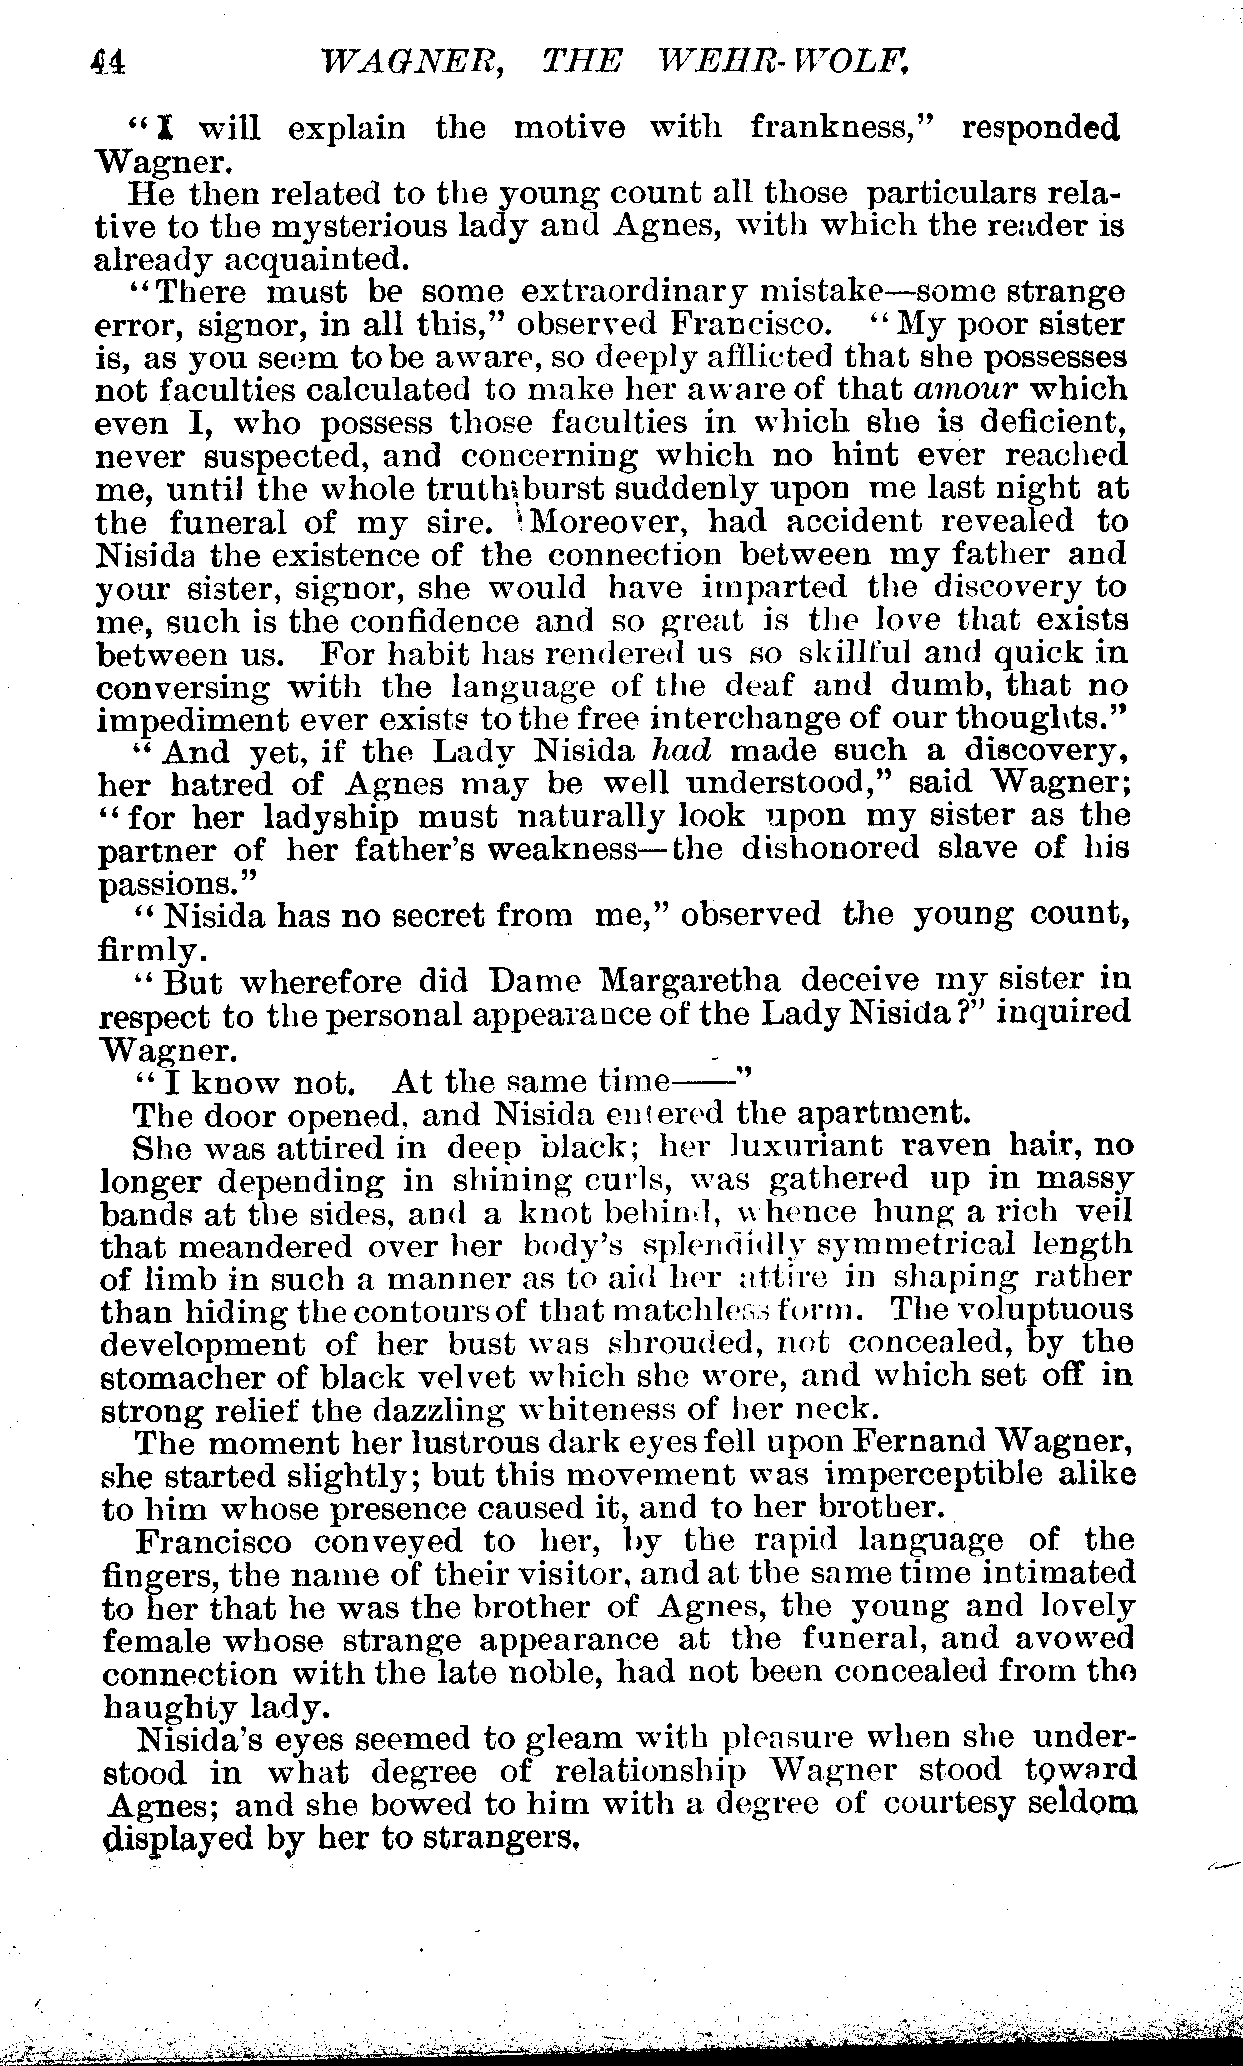 44 WAGNER, THE WEHR-WOLF.
"I will explain the motive with frankness," responded
Wagner.
He then related to the young count all those particulars rela-
tive to the mysterious lady and Agnes, with which the reader is
already acquainted.
"There must be some extraordinary mistake—some strange
error, signor, in all this," observed Francisco. "My poor sister
is, as you seem to be aware, so deeply afflicted that she possesses
not faculties calculated to make her aware of that amour which
even I, who possess those faculties in which she is deficient,
never suspected, and concerning which no hint ever reached
me, until the whole truth burst suddenly upon me last night at
the funeral of my sire. Moreover, had accident revealed to
Nisida the existence of the connection between my father and
your sister, signor, she would have imparted the discovery to
me, such is the confidence and so great is the love that exists
between us. For habit has rendered us so skillful and quick in
conversing with the language of the deaf and dumb, that no
impediment ever exists to the free interchange of our thoughts."
"And yet, if the Lady Nisida had made such a discovery,
her hatred of Agnes may be well understood," said Wagner;
"for her ladyship must naturally look upon my sister as the
partner of her father's weakness—the dishonored slave of his
passions."
"Nisida has no secret from me," observed the young count,
firmly.
"But wherefore did Dame Margaretha deceive my sister in
respect to the personal appearance of the Lady Nisida?" inquired
Wagner.
"I know not. At the same time——"
The door opened, and Nisida entered the apartment.
She was attired in deep black; her luxuriant raven hair, no
longer depending in shining curls, was gathered up in massy
bands at the sides, and a knot behind, whence hung a rich veil
that meandered over her body's splendidly symmetrical length
of limb in such a manner as to aid her attire in shaping rather
than hiding the contours of that matchless form. The voluptuous
development of her bust was shrouded, not concealed, by the
stomacher of black velvet which she wore, and which set off in
strong relief the dazzling whiteness of her neck.
The moment her lustrous dark eyes fell upon Fernand Wagner,
she started slightly; but this movement was imperceptible alike
to him whose presence caused it, and to her brother.
Francisco conveyed to her, by the rapid language of the
fingers, the name of their visitor, and at the same time intimated
to her that he was the brother of Agnes, the young and lovely
female whose strange appearance at the funeral, and avowed
connection with the late noble, had not been concealed from the
haughty lady.
Nisida's eyes seemed to gleam with pleasure when she under-
stood in what degree of relationship Wagner stood toward
Agnes; and she bowed to him with a degree of courtesy seldom
displayed by her to strangers.